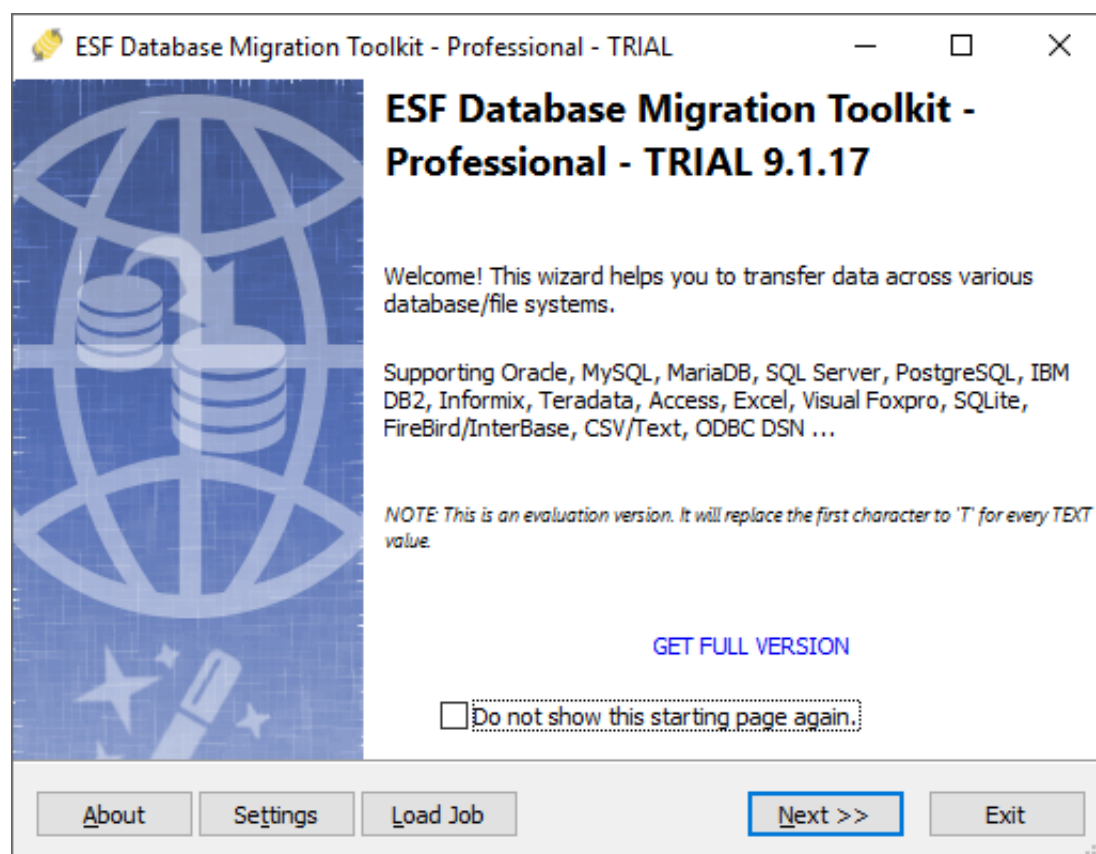 ESF Database Migration Toolkit - Professional - TRIAL
ESF Database Migration Toolkit -
Professional - TRIAL 9.1.17
Welcome! This wizard helps you to transfer data across various
database/file systems.
Supporting Oracle, MySQL, MariaDB, SQL Server, PostgreSQL, IBM
DB2, Informix, Teradata, Access, Excel, Visual Foxpro, SQLite,
FireBird/InterBase, CSV/Text, ODBC DSN ...
NOTE: This is an evaluation version. It will replace the first character to 'T' for every TEXT
value.
GET FULL VERSION
Do not show this starting page again.
About Settings Load Job Next >> Exit